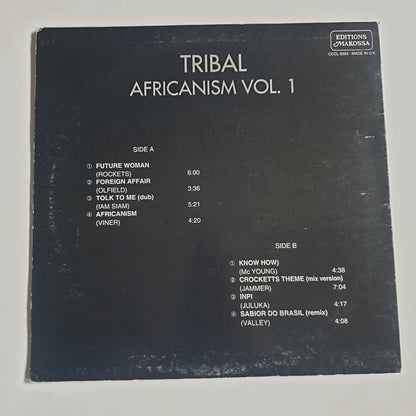 EDITIONS
MAKOSSA
CCCL 9293 - MADE IN U.K.
TRIBAL
AFRICANISM VOL. 1
SIDE A
① FUTURE WOMAN
(ROCKETS) 6:00
② FOREIGN AFFAIR
(OLFIELD) 3:36
③ TOLK TO ME (dub)
(IAM SIAM) 5:21
④ AFRICANISM
(VINER) 4:20
SIDE B
① KNOW HOW)
(Mc YOUNG) 4:38
② CROCKETTS THEME (mix version)
(JAMMER) 7:04
③ INPI
(JULUKA) 4:17
④ SABIOR DO BRASIL (remix)
(VALLEY) 4:08